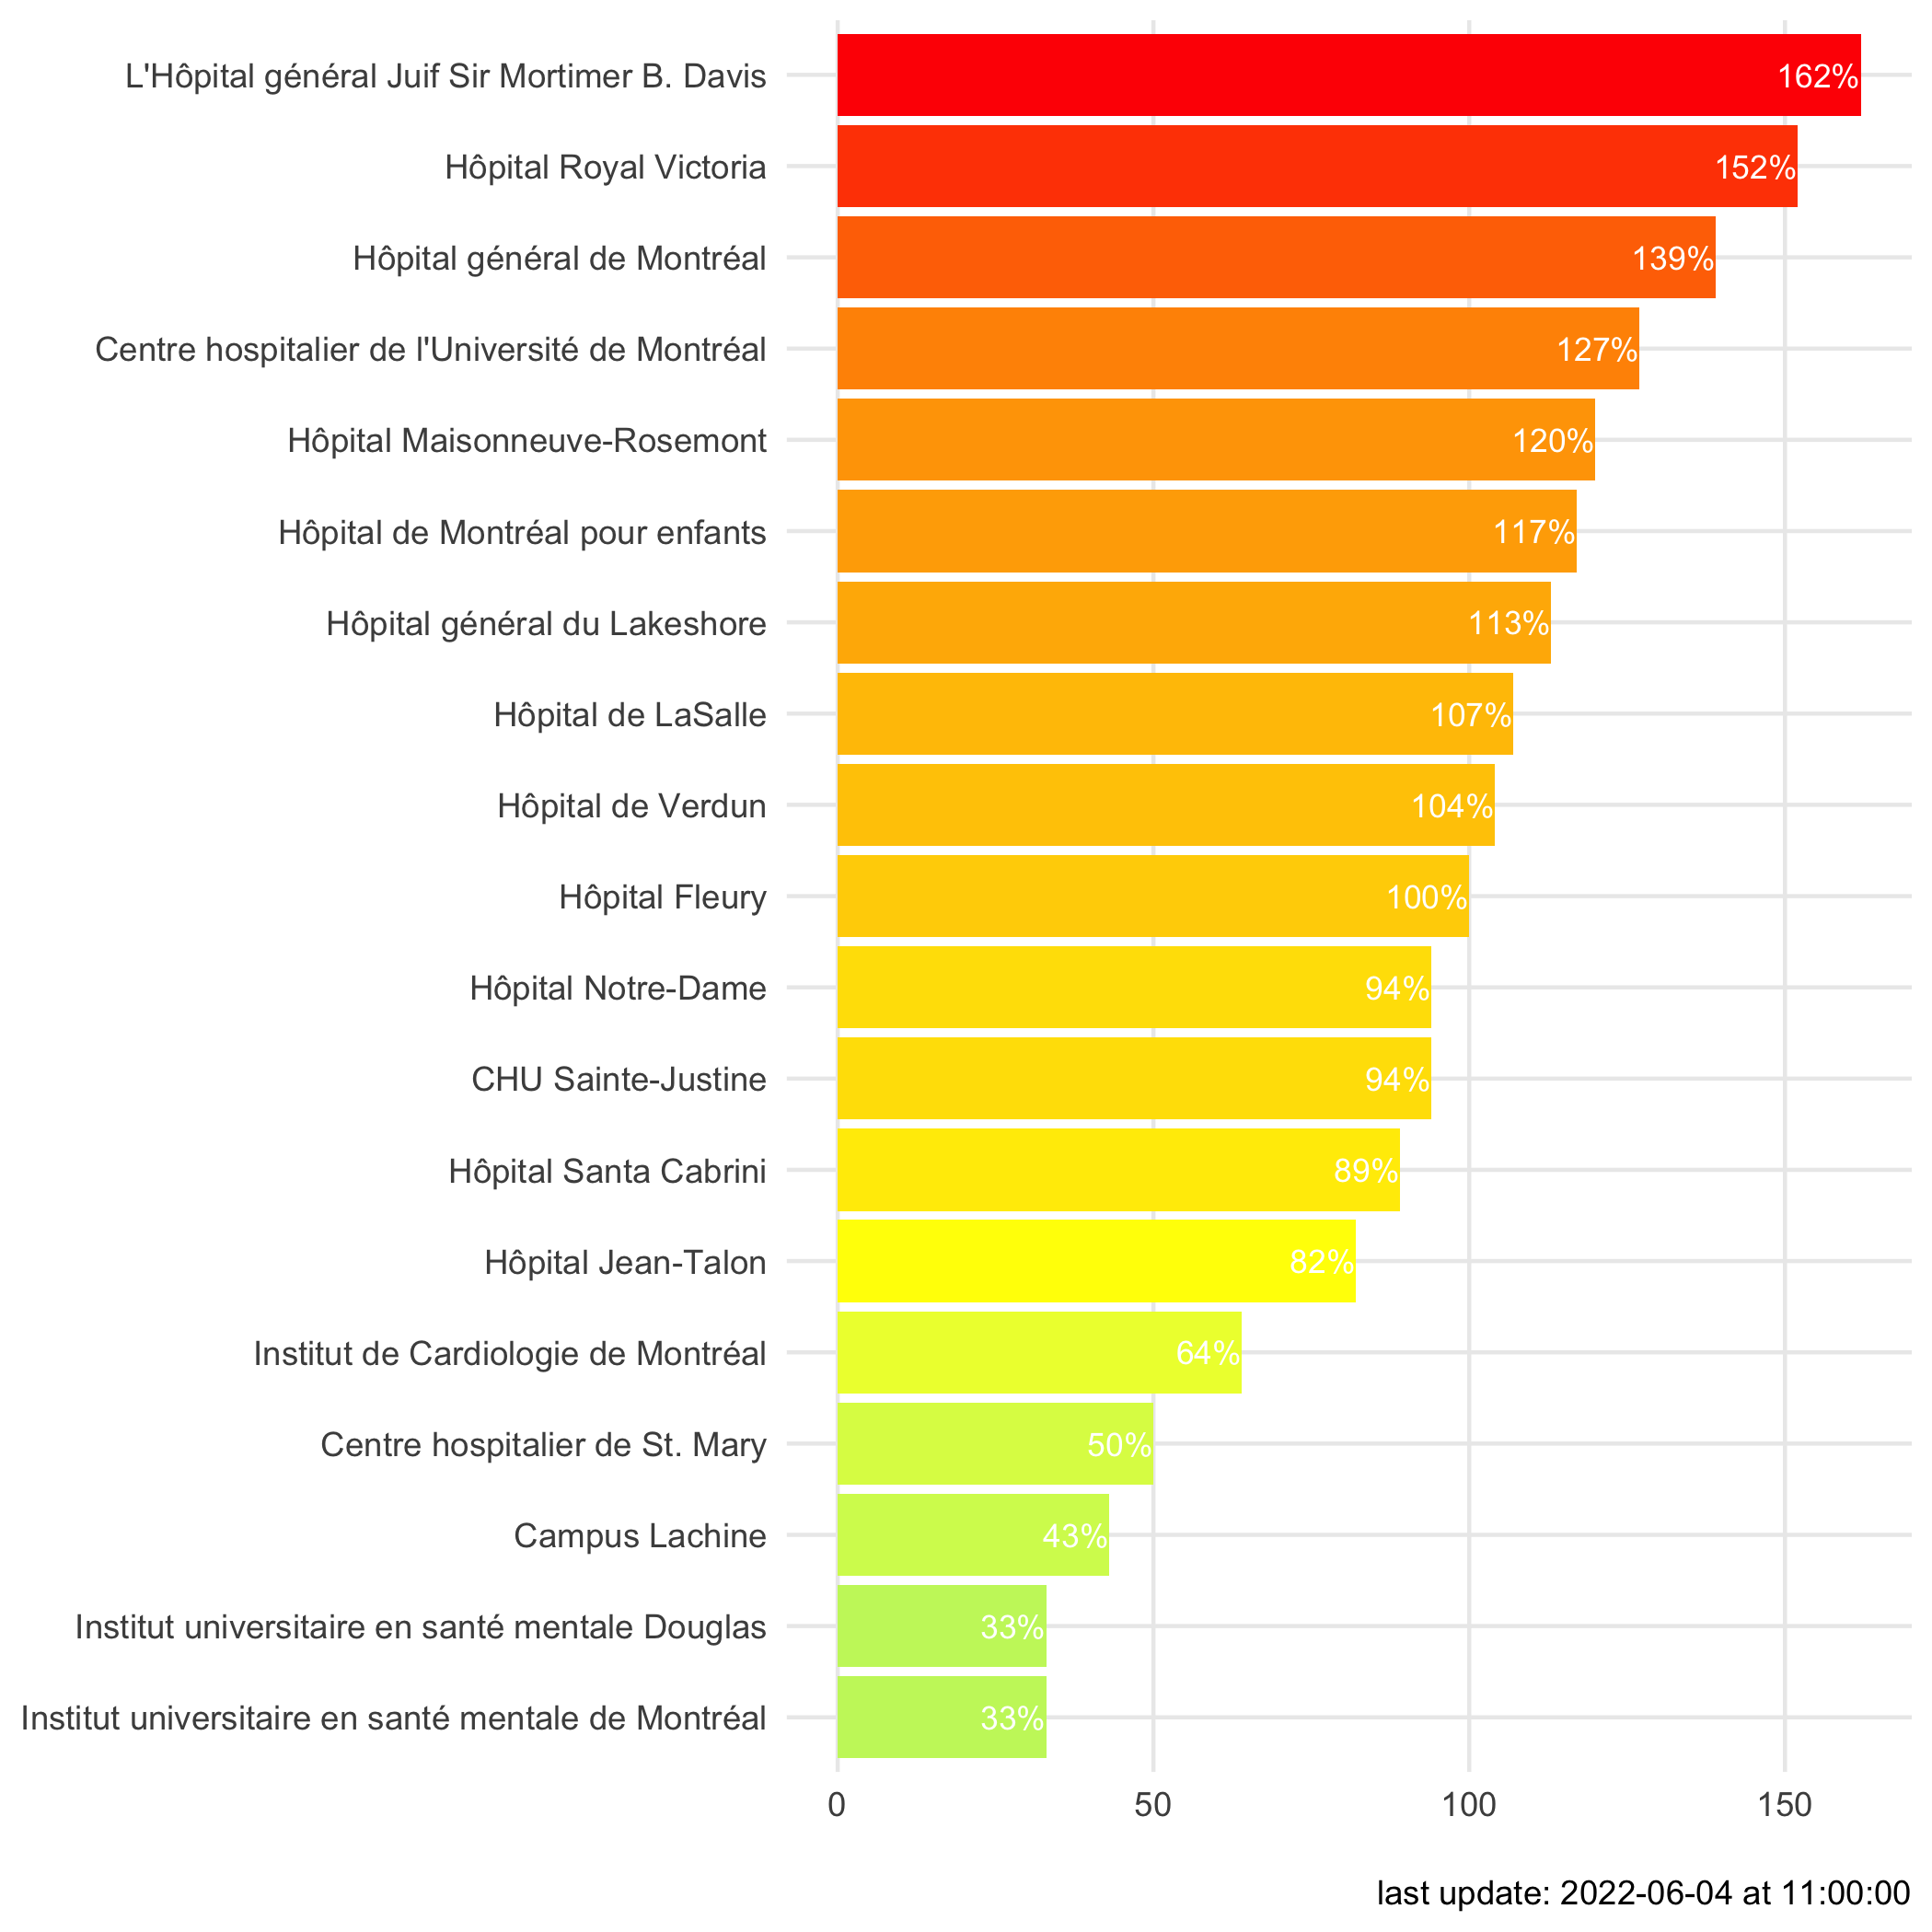 L'Hôpital général Juif Sir Mortimer B. Davis 162%
Hôpital Royal Victoria 152%
Hôpital général de Montréal 139%
Centre hospitalier de l'Université de Montréal 127%
Hôpital Maisonneuve-Rosemont 120%
Hôpital de Montréal pour enfants 117%
Hôpital général du Lakeshore 113%
Hôpital de LaSalle 107%
Hôpital de Verdun 104%
Hôpital Fleury 100%
Hôpital Notre-Dame 94%
CHU Sainte-Justine 94%
Hôpital Santa Cabrini 89%
Hôpital Jean-Talon 82%
Institut de Cardiologie de Montréal 64%
Centre hospitalier de St. Mary 50%
Campus Lachine 43%
Institut universitaire en santé mentale Douglas 33%
Institut universitaire en santé mentale de Montréal 33%
0 50 100 150
last update: 2022-06-04 at 11:00:00